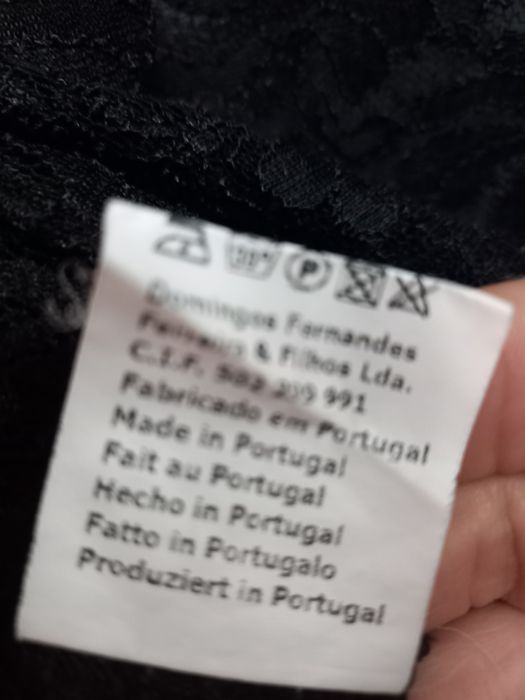 P
Domingos Fernandes
& Filhos Lda.
C.I.F. 991
Fabricado em Portugal
Made in Portugal
Fait au Portugal
Hecho in Portugal
Fatto in Portugalo
Produziert in Portugal